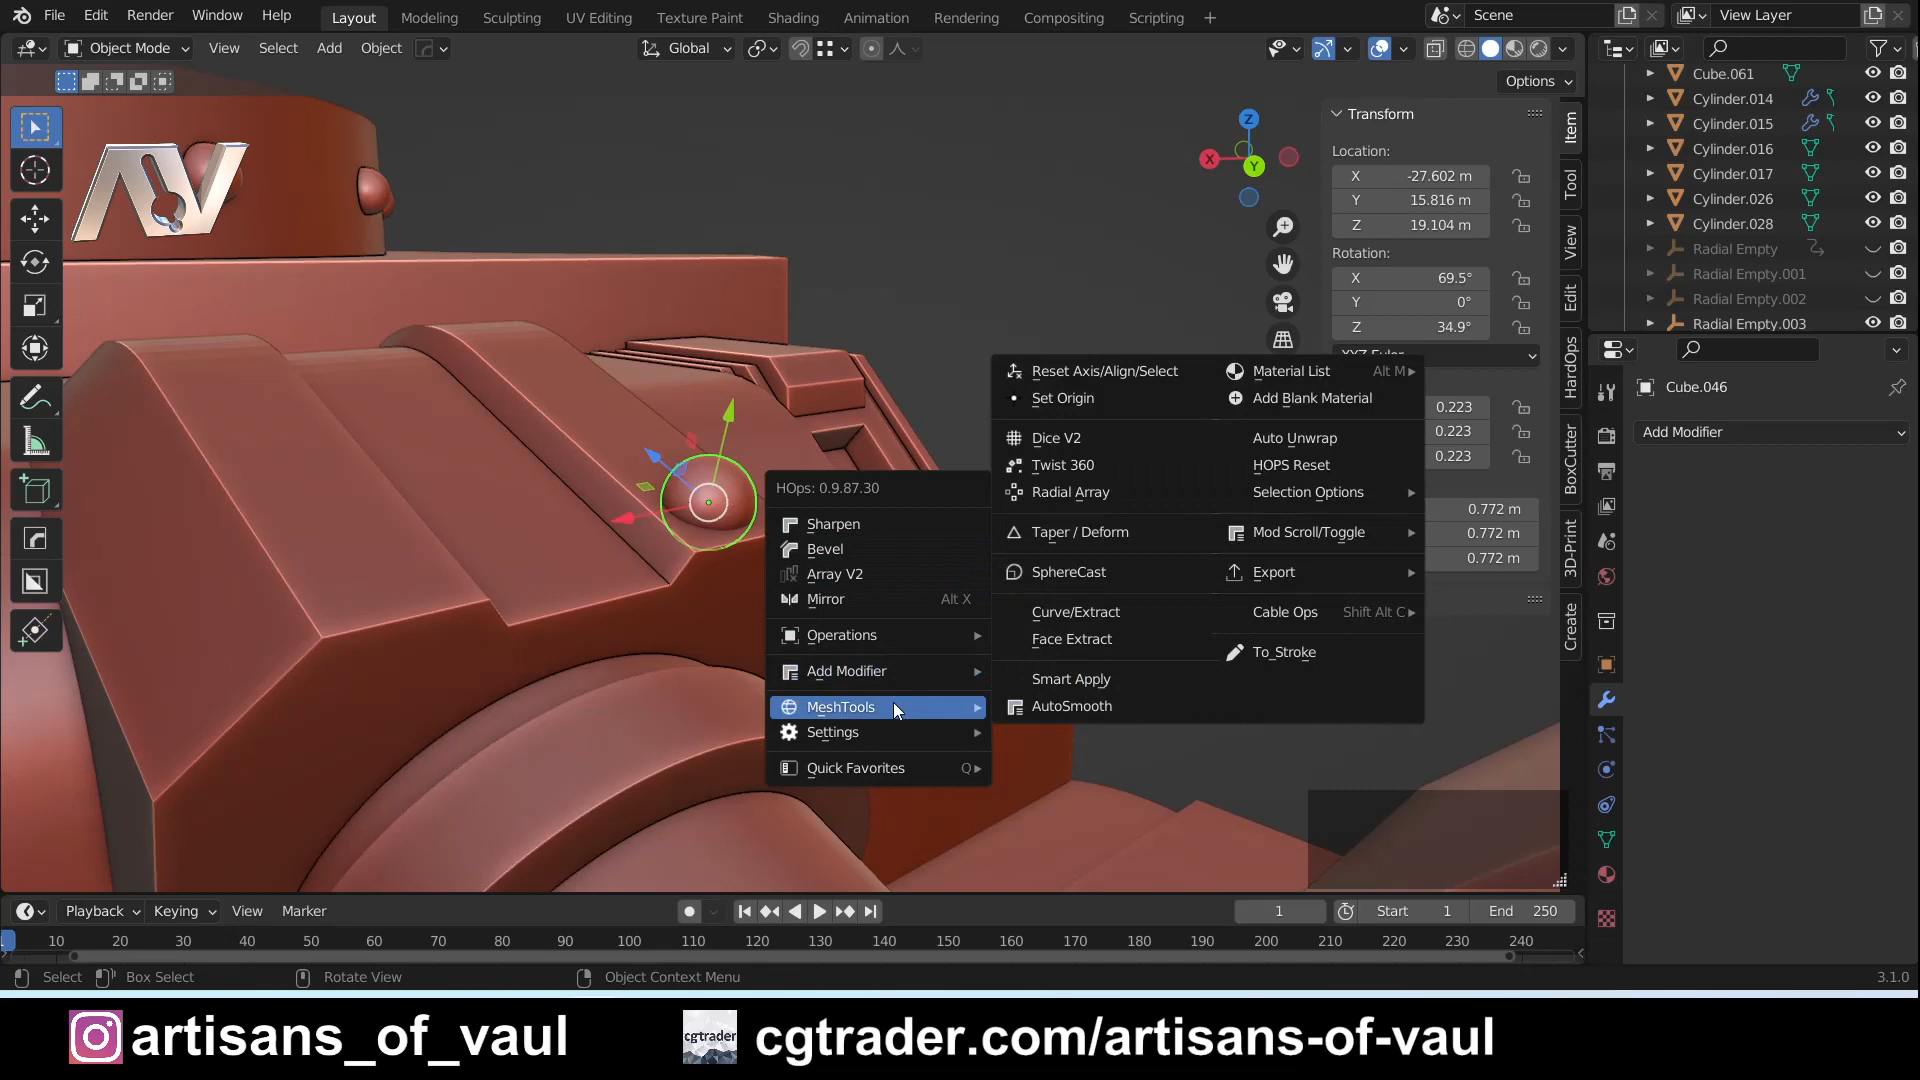 File Edit Render Window Help Layout Modeling Sculpting UV Editing Texture Paint Shading Animation Rendering Compositing Scripting Scene View Layer
Object Mode View Select Add Object Global
Options
Transform
Location:
X -27.602 m
Y 15.816 m
Z 19.104 m
Rotation:
X 69.5°
Y 0°
Z 34.9°
XYZ Euler
0.223
0.223
0.223
0.772 m
0.772 m
0.772 m
Item
Tool
View
Edit
HardOps
BoxCutter
3D-Print
Create
Z
X
Y
Cube.061
Cylinder.014
Cylinder.015
Cylinder.016
Cylinder.017
Cylinder.026
Cylinder.028
Radial Empty
Radial Empty.001
Radial Empty.002
Radial Empty.003
Cube.046
Add Modifier
HOps: 0.9.87.30
Sharpen
Bevel
Array V2
Mirror Alt X
Operations
Add Modifier
MeshTools
Settings
Quick Favorites Q
Reset Axis/Align/Select
Set Origin
Dice V2
Twist 360
Radial Array
Taper / Deform
SphereCast
Curve/Extract
Face Extract
Smart Apply
AutoSmooth
Material List Alt M
Add Blank Material
Auto Unwrap
HOPS Reset
Selection Options
Mod Scroll/Toggle
Export
Cable Ops Shift Alt C
To_Stroke
Playback Keying View Marker 1 Start 1 End 250
10 20 30 40 50 60 70 80 90 100 110 120 130 140 150 160 170 180 190 200 210 220 230 240
Select Box Select Rotate View Object Context Menu 3.1.0
artisans_of_vaul cgtrader cgtrader.com/artisans-of-vaul